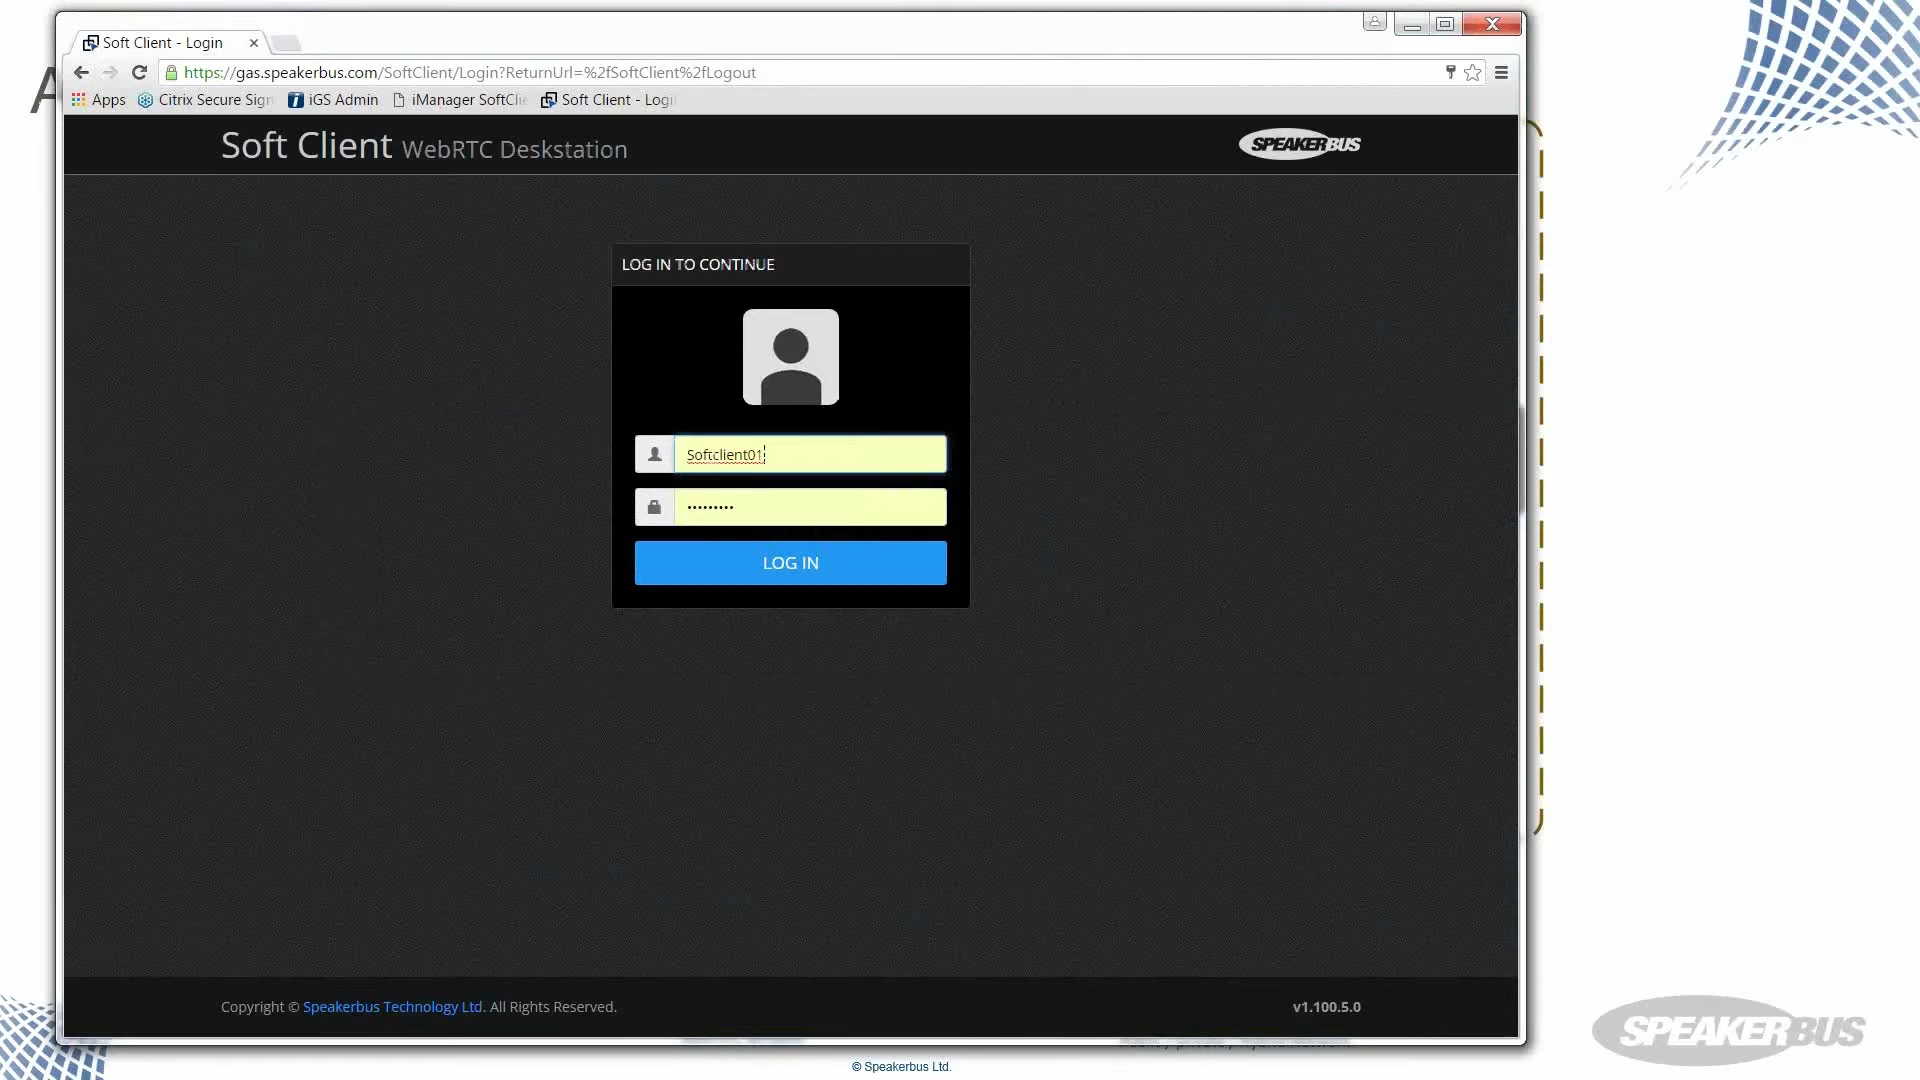 Soft Client - Login
https://gas.speakerbus.com/SoftClient/Login?ReturnUrl=%2fSoftClient%2fLogout
Apps Citrix Secure Sign iGS Admin iManager SoftClie Soft Client - Logi
Soft Client WebRTC Deskstation
SPEAKERBUS
LOG IN TO CONTINUE
Softclient01
•••••••••
LOG IN
Copyright © Speakerbus Technology Ltd. All Rights Reserved.
v1.100.5.0
SPEAKERBUS
© Speakerbus Ltd.